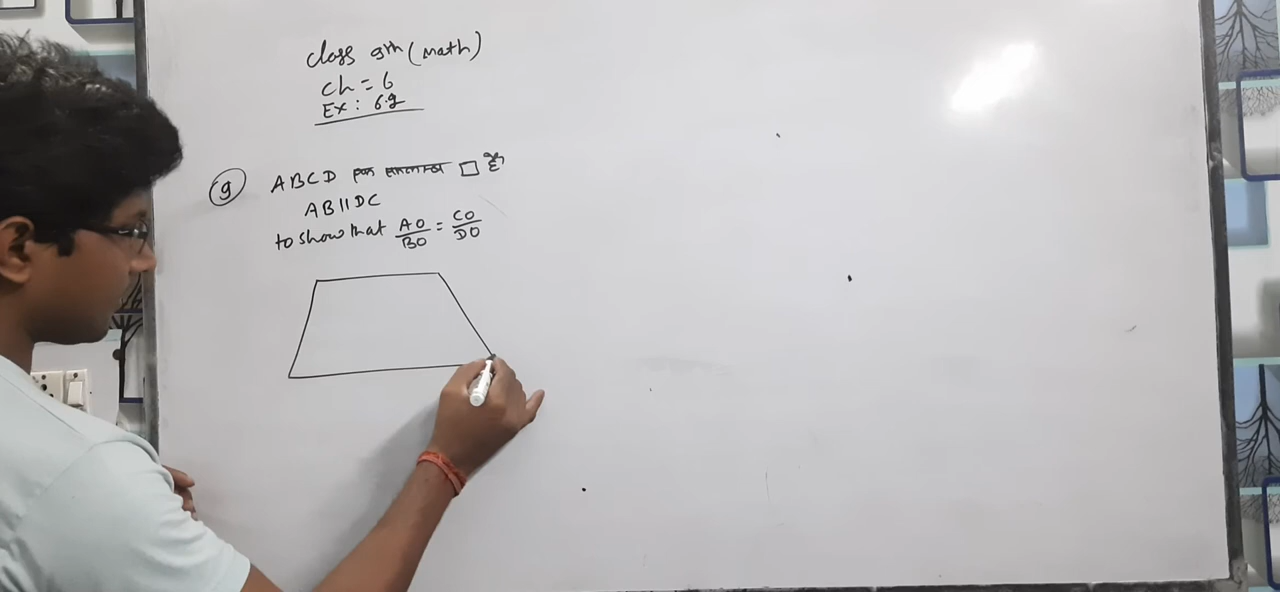 class 9th (math)
ch = 6
Ex : 6.2
9 ABCD एक समलम्ब □ है
AB || DC
to show that AO/BO = CO/DO